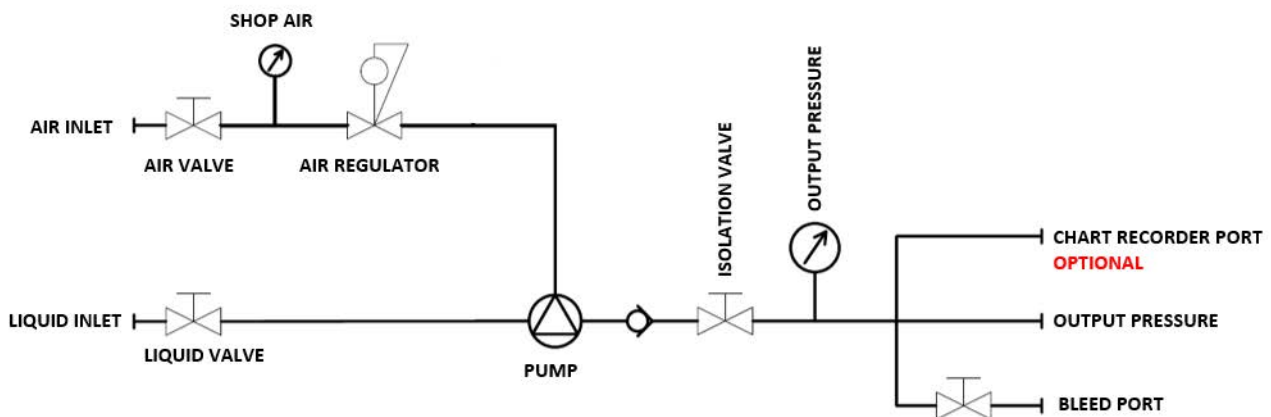 SHOP AIR
AIR INLET
AIR VALVE
AIR REGULATOR
OUTPUT PRESSURE
ISOLATION VALVE
CHART RECORDER PORT
OPTIONAL
LIQUID INLET
OUTPUT PRESSURE
LIQUID VALVE
PUMP
BLEED PORT